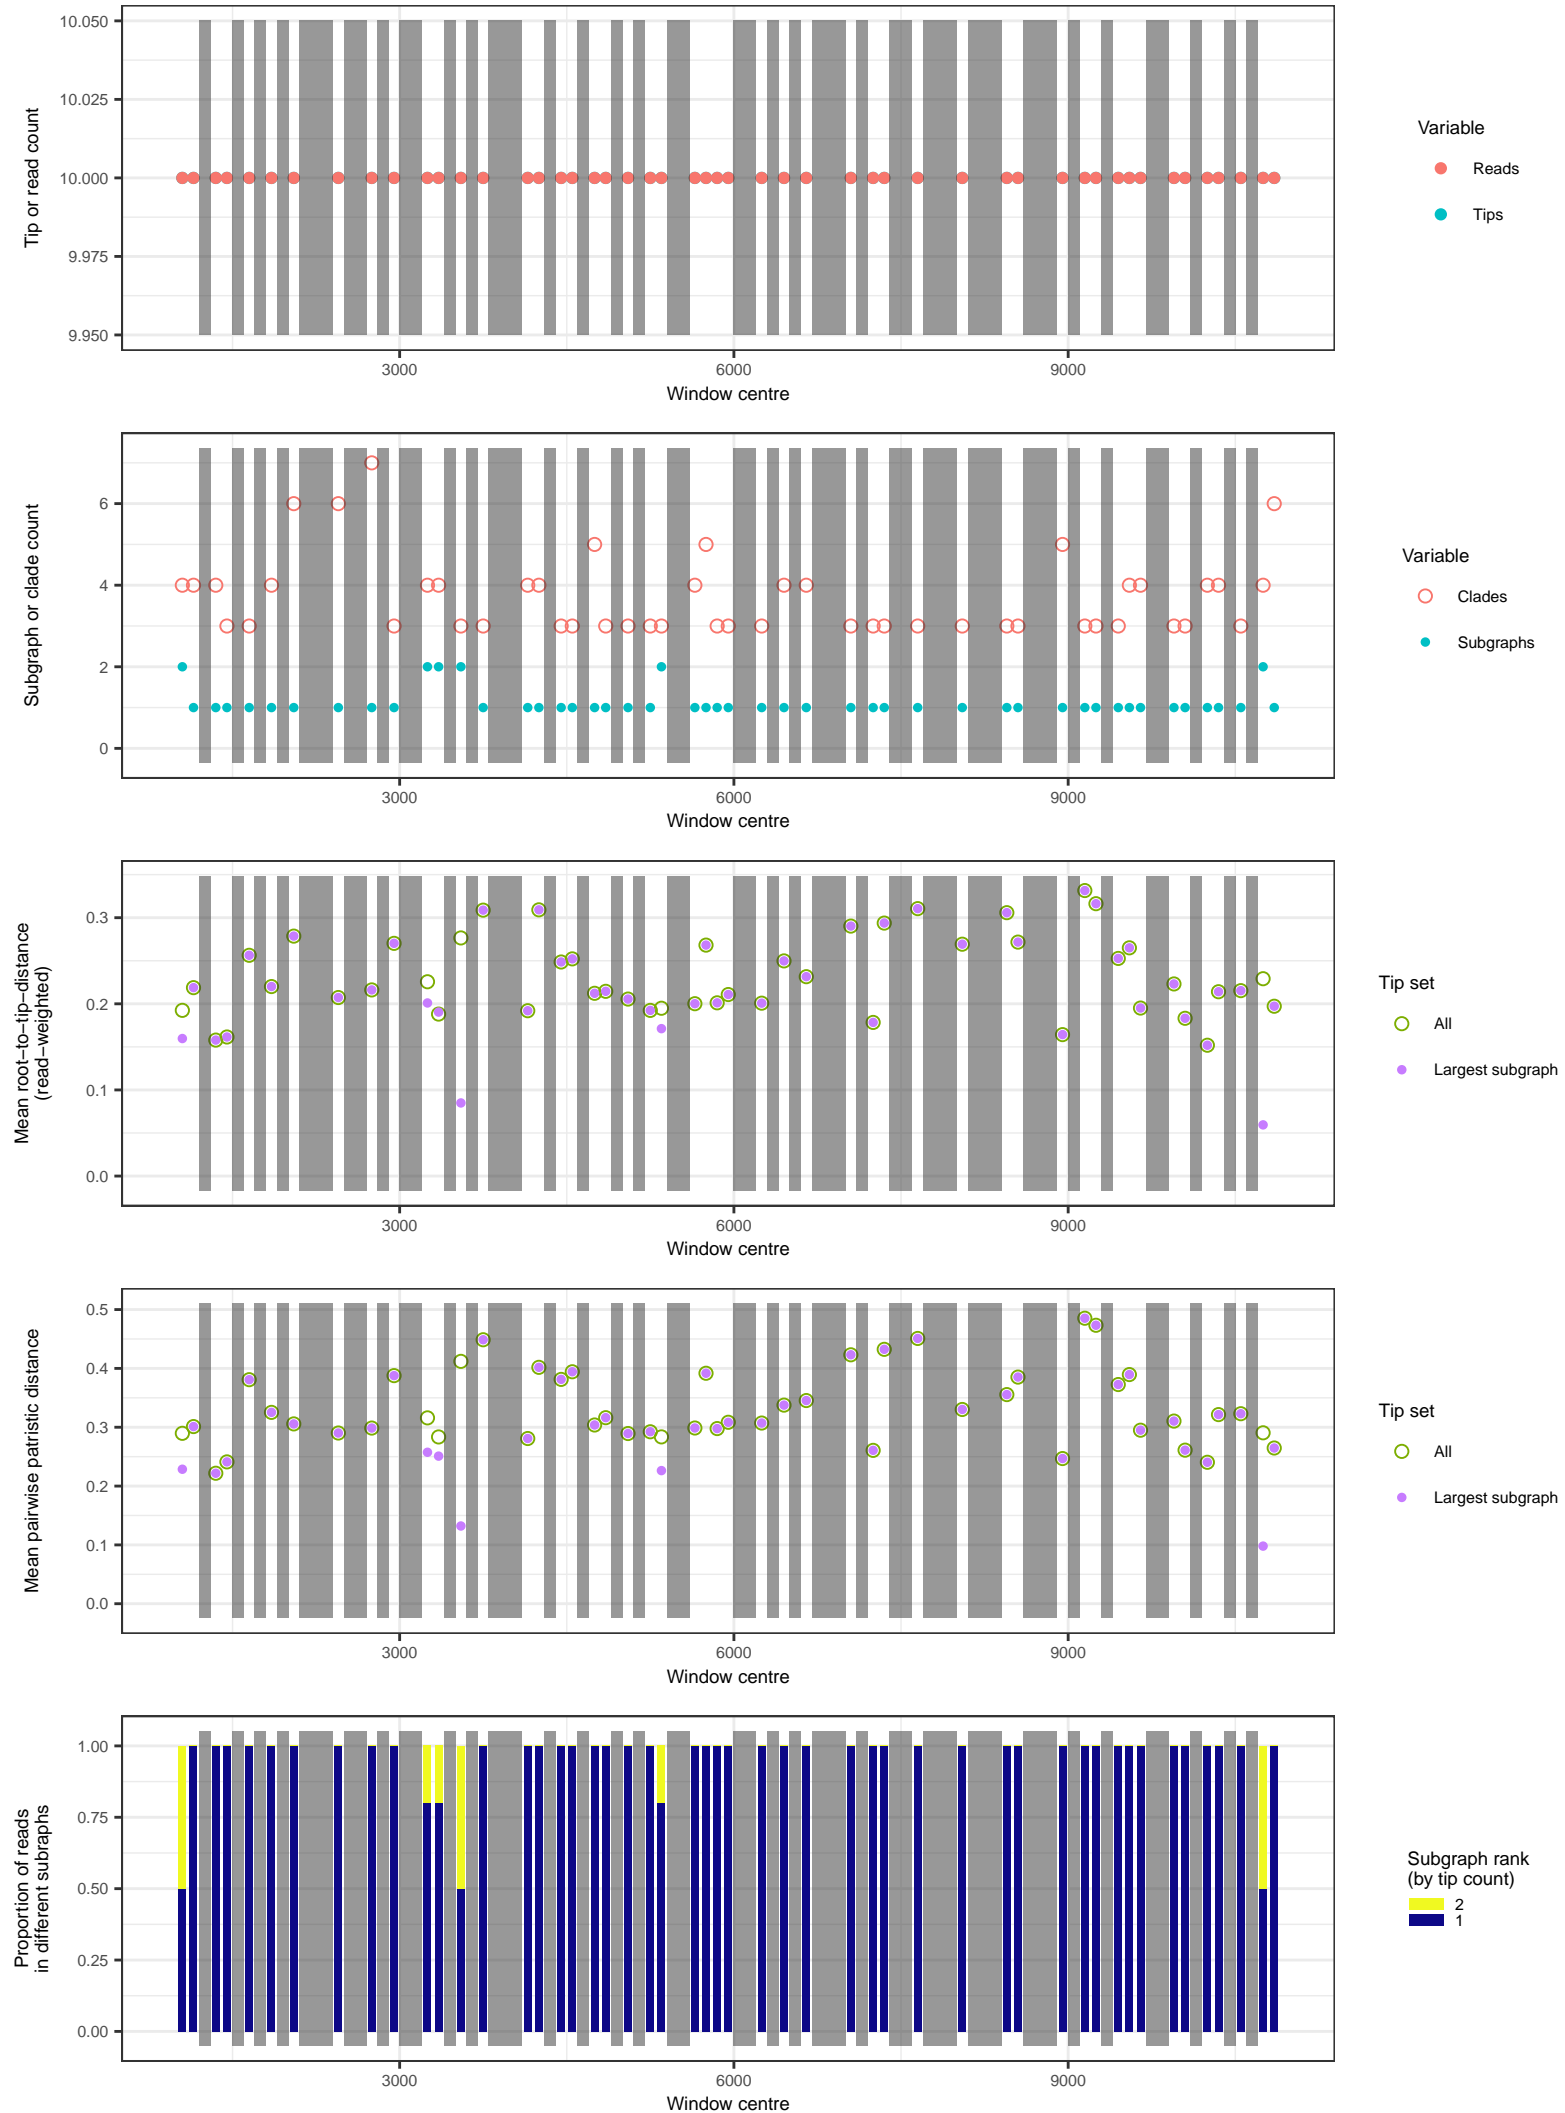 10.050
10.025
10.000
9.975
9.950
Tip or read count
3000 6000 9000
Window centre
Variable
Reads
Tips
6
4
2
0
Subgraph or clade count
3000 6000 9000
Window centre
Variable
Clades
Subgraphs
0.3
0.2
0.1
0.0
Mean root−to−tip−distance
(read−weighted)
3000 6000 9000
Window centre
Tip set
All
Largest subgraph
0.5
0.4
0.3
0.2
0.1
0.0
Mean pairwise patristic distance
3000 6000 9000
Window centre
Tip set
All
Largest subgraph
1.00
0.75
0.50
0.25
0.00
Proportion of reads
in different subraphs
3000 6000 9000
Window centre
Subgraph rank
(by tip count)
2
1